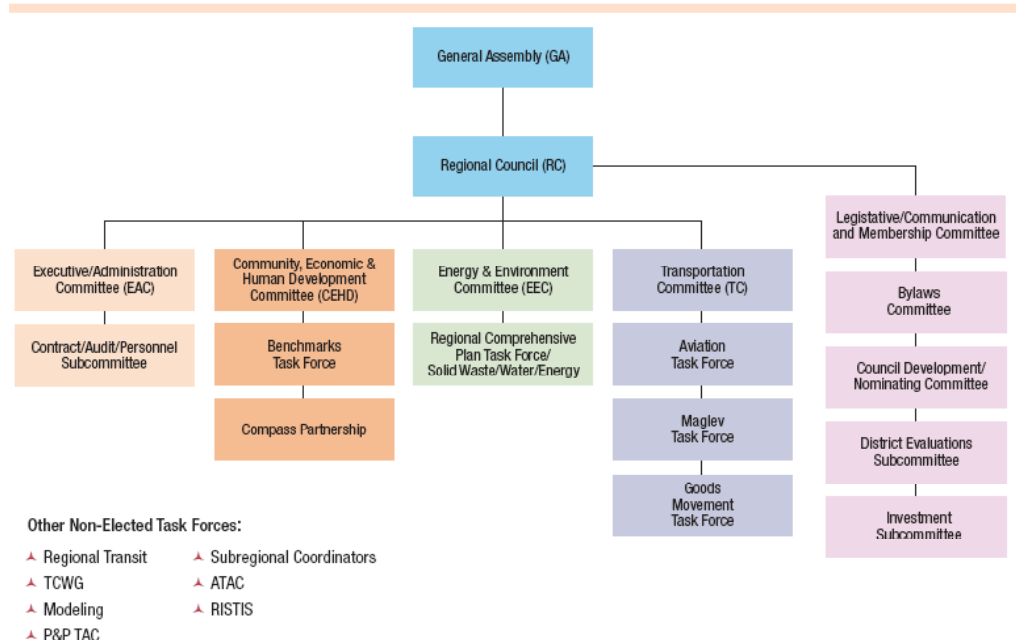 General Assembly (GA)
Regional Council (RC)
Legistative/Communication
and Membership Committee
Executive/Administration
Committee (EAC)
Community, Economic &
Human Development
Committee (CEHD)
Energy & Environment
Committee (EEC)
Transportation
Committee (TC)
Bylaws
Committee
Contract/Audit/Personnel
Subcommittee
Benchmarks
Task Force
Regional Comprehensive
Plan Task Force/
Solid Waste/Water/Energy
Aviation
Task Force
Council Development/
Nominating Committee
Compass Partnership
Maglev
Task Force
District Evaluations
Subcommittee
Goods
Movement
Task Force
Investment
Subcommittee
Other Non-Elected Task Forces:
Regional Transit
TCWG
Modeling
P&P TAC
Subregional Coordinators
ATAC
RISTIS